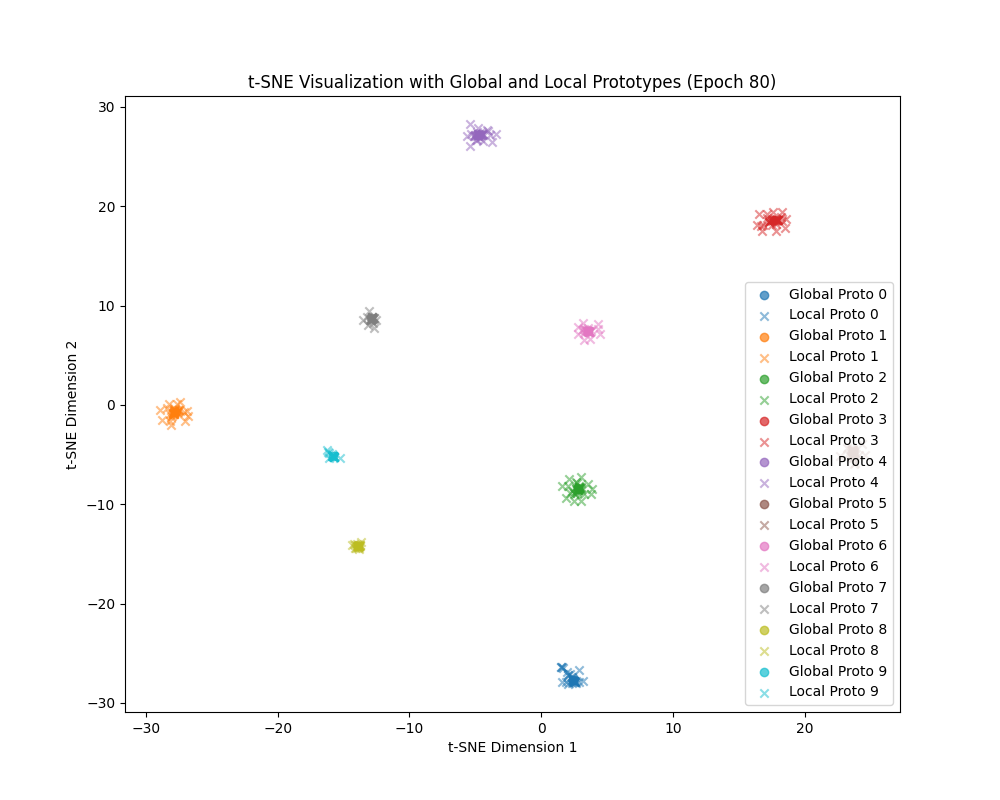 t-SNE Visualization with Global and Local Prototypes (Epoch 80)
30
20
10
0
−10
−20
−30
t-SNE Dimension 2
−30
−20
−10
0
10
20
t-SNE Dimension 1
Global Proto 0
Local Proto 0
Global Proto 1
Local Proto 1
Global Proto 2
Local Proto 2
Global Proto 3
Local Proto 3
Global Proto 4
Local Proto 4
Global Proto 5
Local Proto 5
Global Proto 6
Local Proto 6
Global Proto 7
Local Proto 7
Global Proto 8
Local Proto 8
Global Proto 9
Local Proto 9